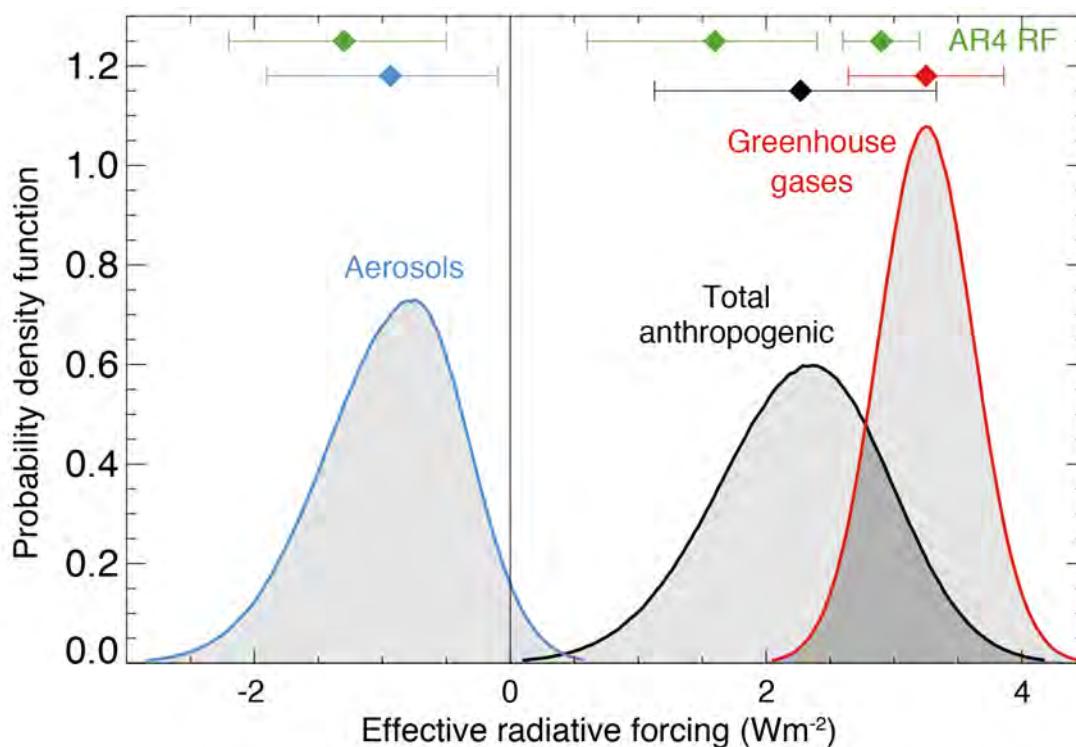 AR4 RF
1.2
Greenhouse
gases
1.0
Aerosols
0.8
Total
anthropogenic
0.6
0.4
0.2
0.0
Probability density function
-2 0 2 4
Effective radiative forcing (Wm⁻²)